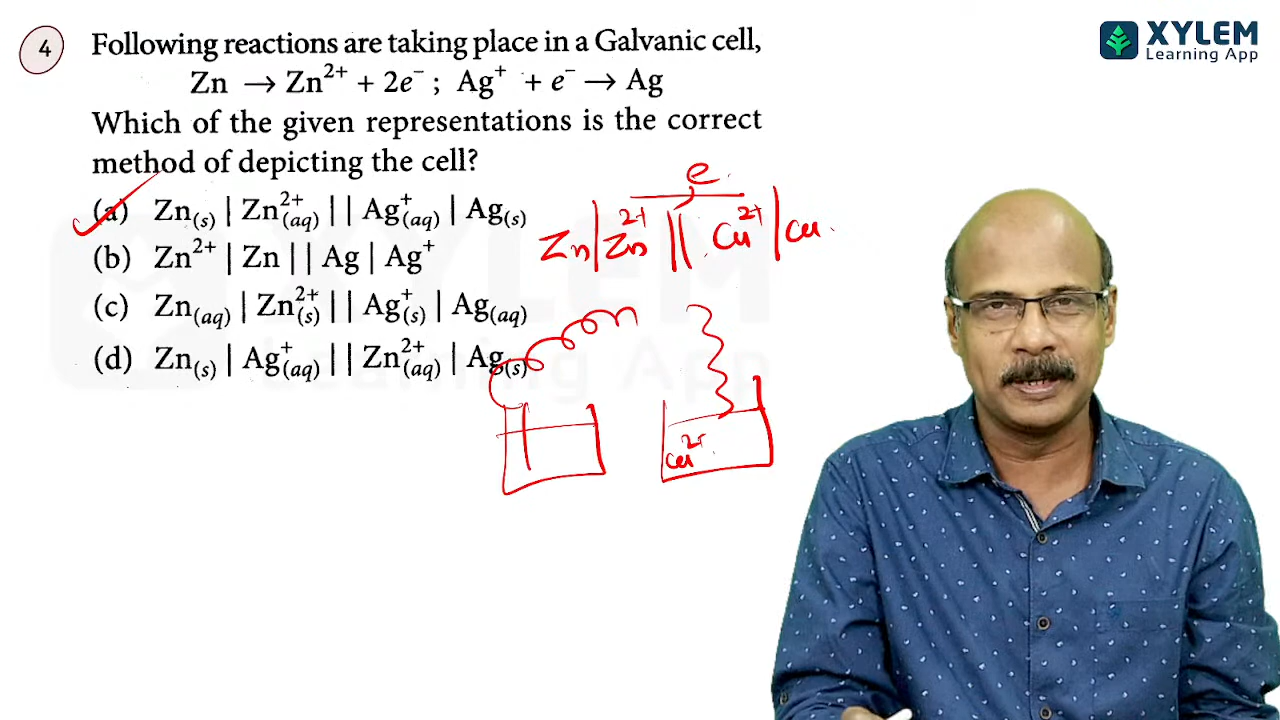 4 Following reactions are taking place in a Galvanic cell,
Zn → Zn²⁺ + 2e⁻ ; Ag⁺ + e⁻ → Ag
Which of the given representations is the correct
method of depicting the cell?
(a) Zn₍s₎ | Zn²⁺₍aq₎ | | Ag⁺₍aq₎ | Ag₍s₎
(b) Zn²⁺ | Zn | | Ag | Ag⁺
(c) Zn₍aq₎ | Zn²⁺₍s₎ | | Ag⁺₍s₎ | Ag₍aq₎
(d) Zn₍s₎ | Ag⁺₍aq₎ | | Zn²⁺₍aq₎ | Ag₍s₎
e
Zn | Zn²⁺ || Cu²⁺ | Cu
Cu²⁺
XYLEM
Learning App
XYLEM
Learning App